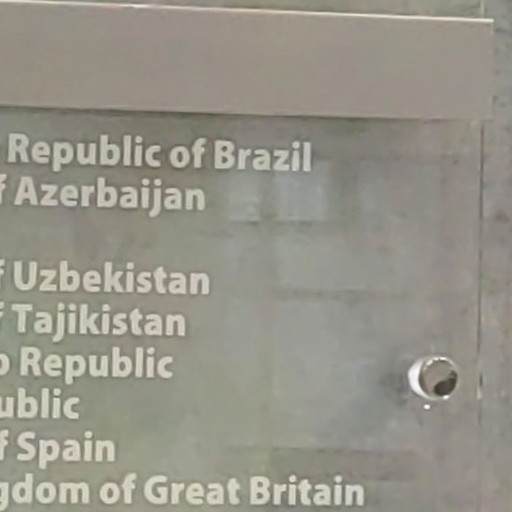 Republic of Brazil
f Azerbaijan
f Uzbekistan
f Tajikistan
o Republic
ublic
f Spain
gdom of Great Britain